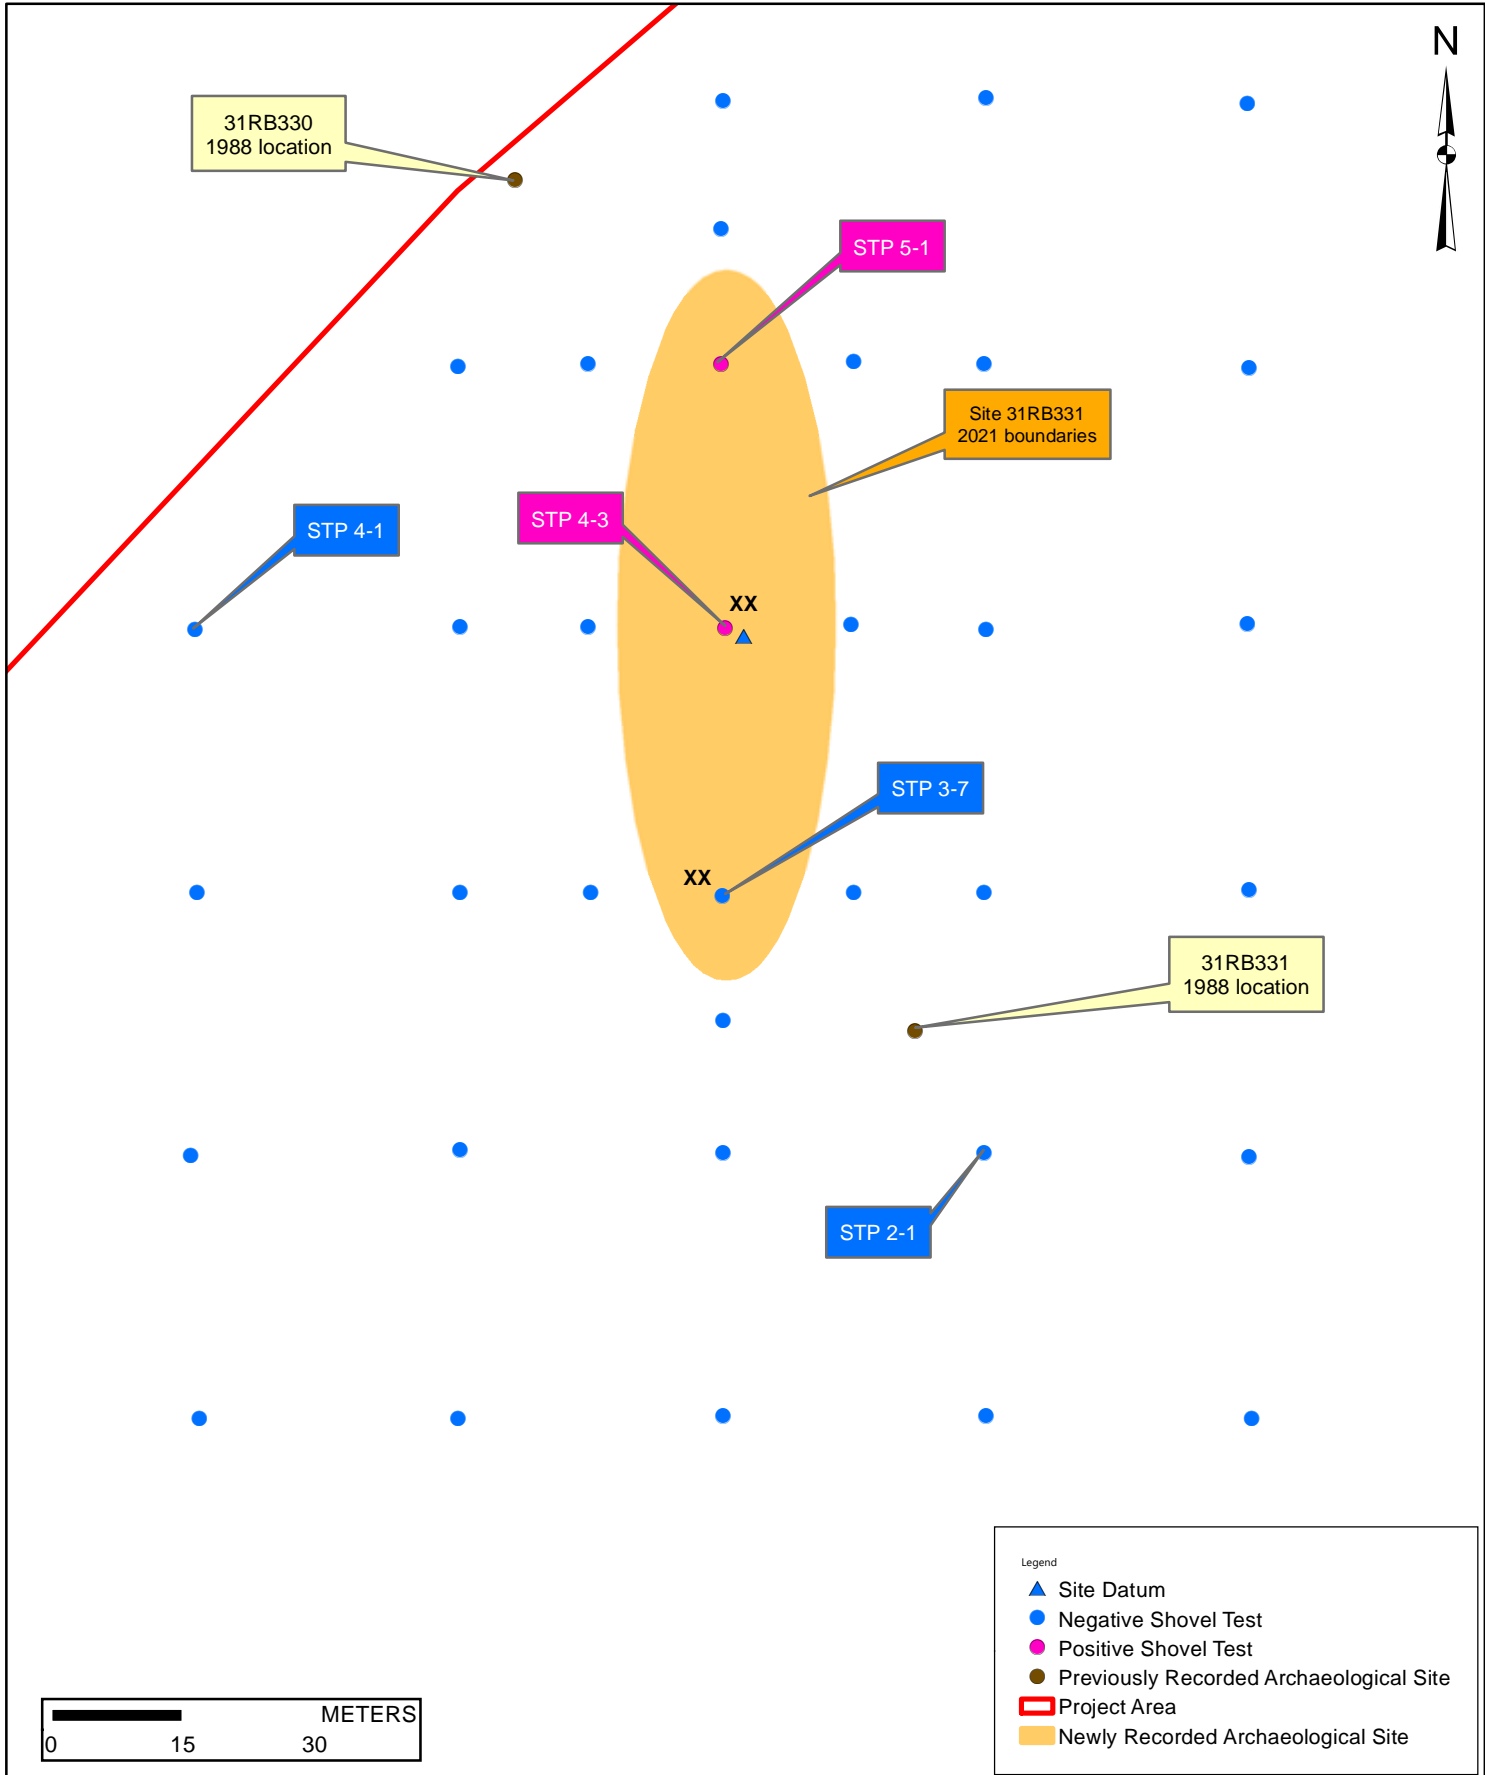 N
31RB330
1988 location
STP 5-1
Site 31RB331
2021 boundaries
STP 4-3
STP 4-1
XX
STP 3-7
XX
31RB331
1988 location
STP 2-1
Legend
Site Datum
Negative Shovel Test
Positive Shovel Test
Previously Recorded Archaeological Site
Project Area
Newly Recorded Archaeological Site
METERS
0 15 30